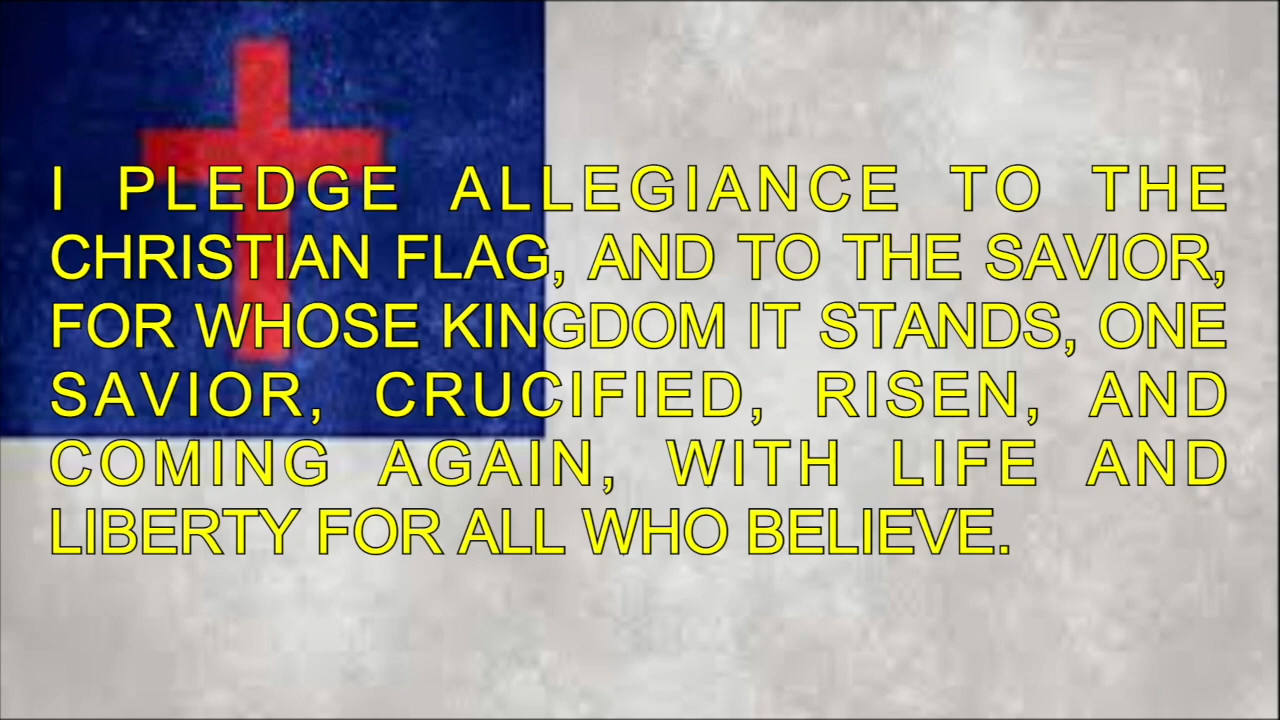 I PLEDGE ALLEGIANCE TO THE
CHRISTIAN FLAG, AND TO THE SAVIOR,
FOR WHOSE KINGDOM IT STANDS, ONE
SAVIOR, CRUCIFIED, RISEN, AND
COMING AGAIN, WITH LIFE AND
LIBERTY FOR ALL WHO BELIEVE.